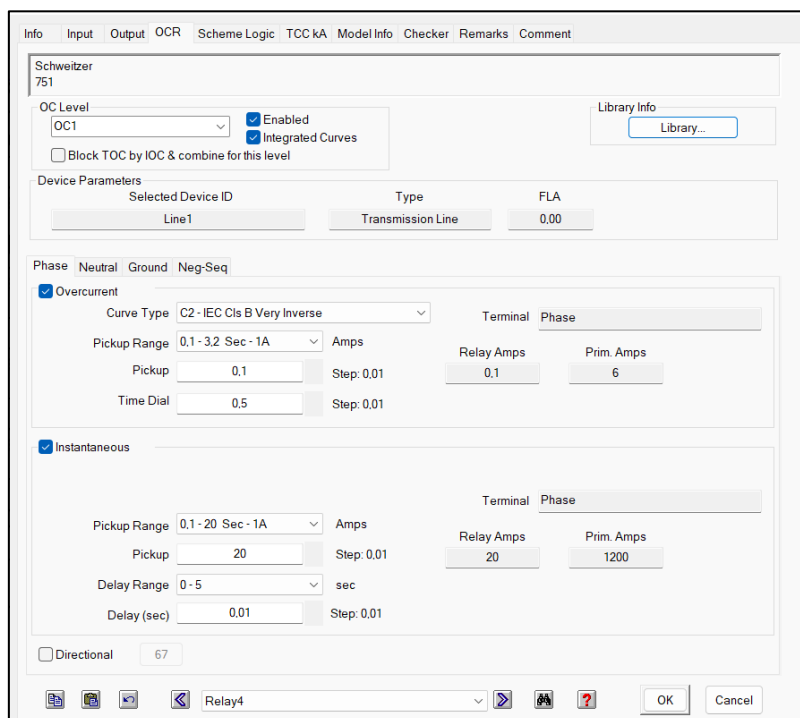 Info Input Output OCR Scheme Logic TCC kA Model Info Checker Remarks Comment
Schweitzer
751
OC Level
Library Info
OC1
Enabled
Integrated Curves
Library...
Block TOC by IOC & combine for this level
Device Parameters
Selected Device ID Type FLA
Line1 Transmission Line 0,00
Phase Neutral Ground Neg-Seq
Overcurrent
Curve Type C2 - IEC Cls B Very Inverse Terminal Phase
Pickup Range 0,1 - 3,2 Sec - 1A Amps Relay Amps Prim. Amps
Pickup 0,1 Step: 0,01 0,1 6
Time Dial 0,5 Step: 0,01
Instantaneous
Terminal Phase
Pickup Range 0,1 - 20 Sec - 1A Amps Relay Amps Prim. Amps
Pickup 20 Step: 0,01 20 1200
Delay Range 0 - 5 sec
Delay (sec) 0,01 Step: 0,01
Directional 67
Relay4 ? OK Cancel